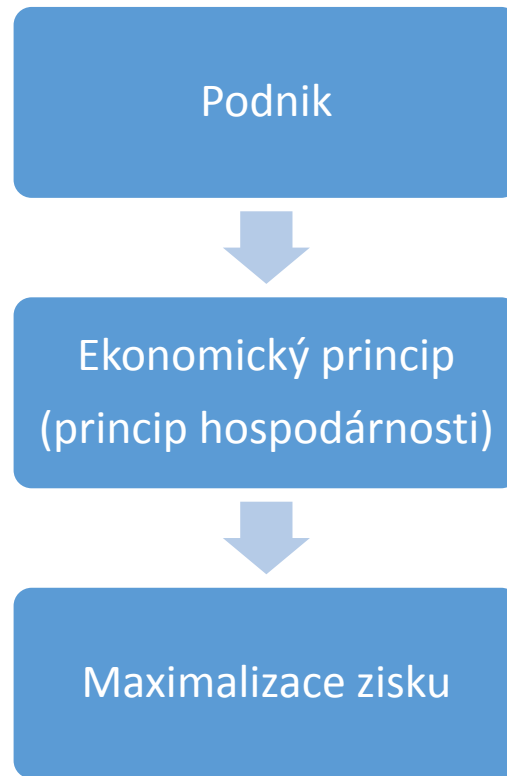 Podnik
Ekonomický princip
(princip hospodárnosti)
Maximalizace zisku